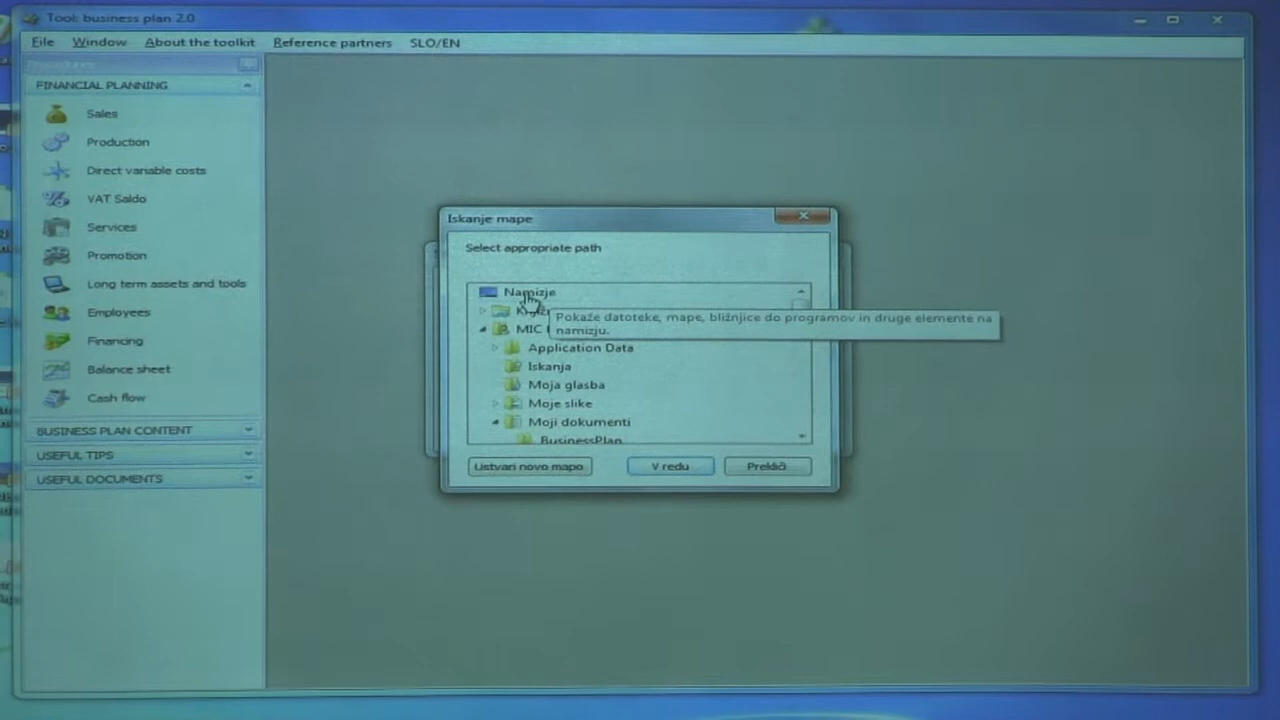 Tool: business plan 2.0
File Window About the toolkit Reference partners SLO/EN
Procedures
FINANCIAL PLANNING
Sales
Production
Direct variable costs
VAT Saldo
Services
Promotion
Long term assets and tools
Employees
Financing
Balance sheet
Cash flow
BUSINESS PLAN CONTENT
USEFUL TIPS
USEFUL DOCUMENTS
Iskanje mape
Select appropriate path
Namizje
Pokaže datoteke, mape, bližnjice do programov in druge elemente na
namizju.
MIC
Application Data
Iskanja
Moja glasba
Moje slike
Moji dokumenti
BusinessPlan
Ustvari novo mapo V redu Prekliči